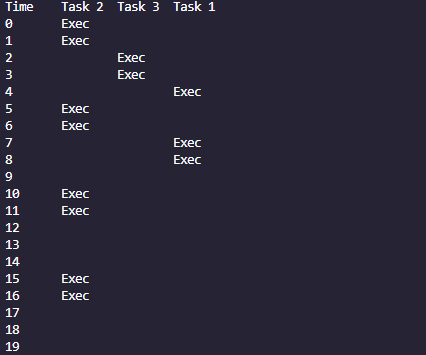 Time Task 2 Task 3 Task 1
0 Exec
1 Exec
2 Exec
3 Exec
4 Exec
5 Exec
6 Exec
7 Exec
8 Exec
9
10 Exec
11 Exec
12
13
14
15 Exec
16 Exec
17
18
19